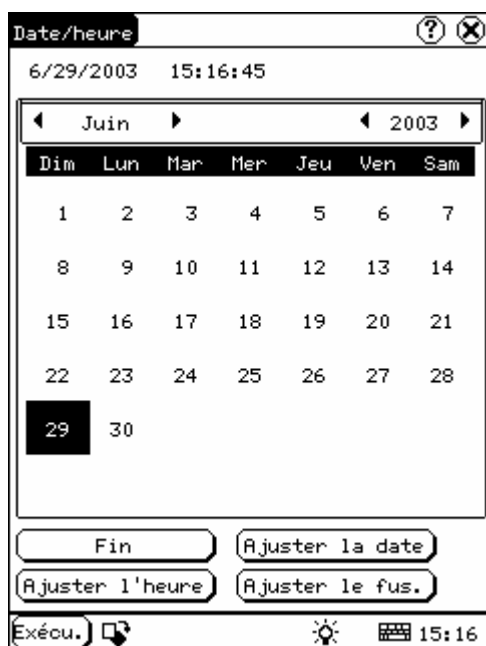 Date/heure ?
6/29/2003 15:16:45
Juin 2003
Dim Lun Mar Mer Jeu Ven Sam
1 2 3 4 5 6 7
8 9 10 11 12 13 14
15 16 17 18 19 20 21
22 23 24 25 26 27 28
29 30
Fin Ajuster la date
Ajuster l'heure Ajuster le fus.
Exécu. 15:16